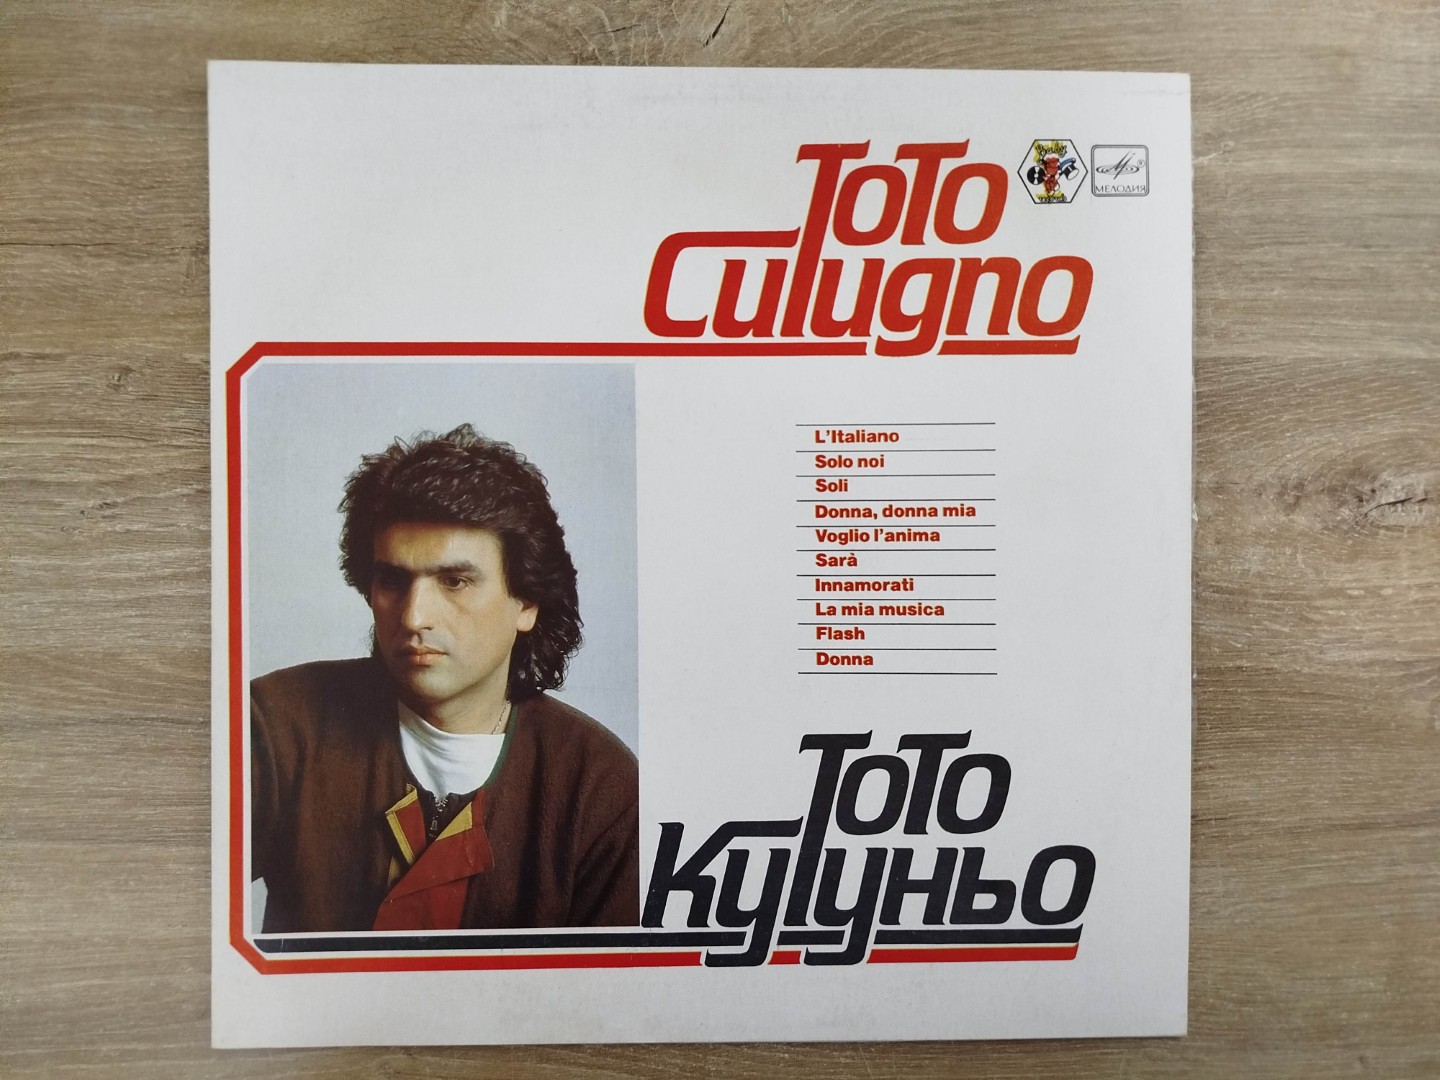 Toto
Cutugno
МЕЛОДИЯ
L'Italiano
Solo noi
Soli
Donna, donna mia
Voglio l'anima
Sarà
Innamorati
La mia musica
Flash
Donna
Тото
Кутуньо